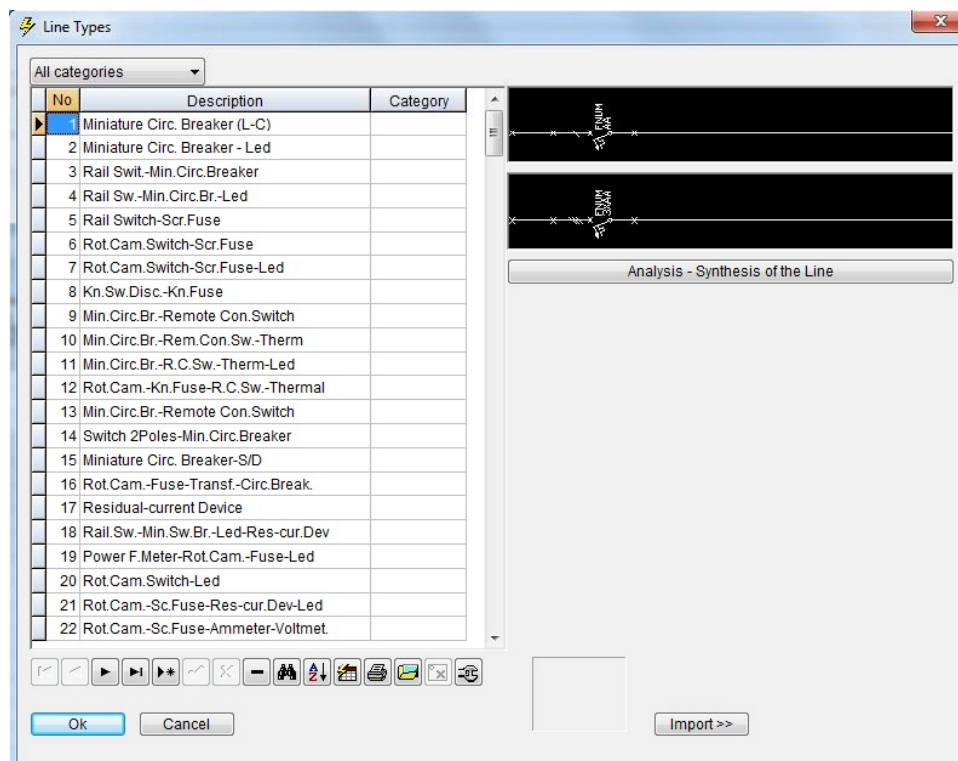 Line Types
All categories
No Description Category
1 Miniature Circ. Breaker (L-C)
2 Miniature Circ. Breaker - Led
3 Rail Swit.-Min.Circ.Breaker
4 Rail Sw.-Min.Circ.Br.-Led
5 Rail Switch-Scr.Fuse
6 Rot.Cam.Switch-Scr.Fuse
7 Rot.Cam.Switch-Scr.Fuse-Led
8 Kn.Sw.Disc.-Kn.Fuse
9 Min.Circ.Br.-Remote Con.Switch
10 Min.Circ.Br.-Rem.Con.Sw.-Therm
11 Min.Circ.Br.-R.C.Sw.-Therm-Led
12 Rot.Cam.-Kn.Fuse-R.C.Sw.-Thermal
13 Min.Circ.Br.-Remote Con.Switch
14 Switch 2Poles-Min.Circ.Breaker
15 Miniature Circ. Breaker-S/D
16 Rot.Cam.-Fuse-Transf.-Circ.Break.
17 Residual-current Device
18 Rail.Sw.-Min.Sw.Br.-Led-Res-cur.Dev
19 Power F.Meter-Rot.Cam.-Fuse-Led
20 Rot.Cam.Switch-Led
21 Rot.Cam.-Sc.Fuse-Res-cur.Dev-Led
22 Rot.Cam.-Sc.Fuse-Ammeter-Voltmet.
FNUM
AA
FNUM
3XAA
Analysis - Synthesis of the Line
Ok
Cancel
Import >>